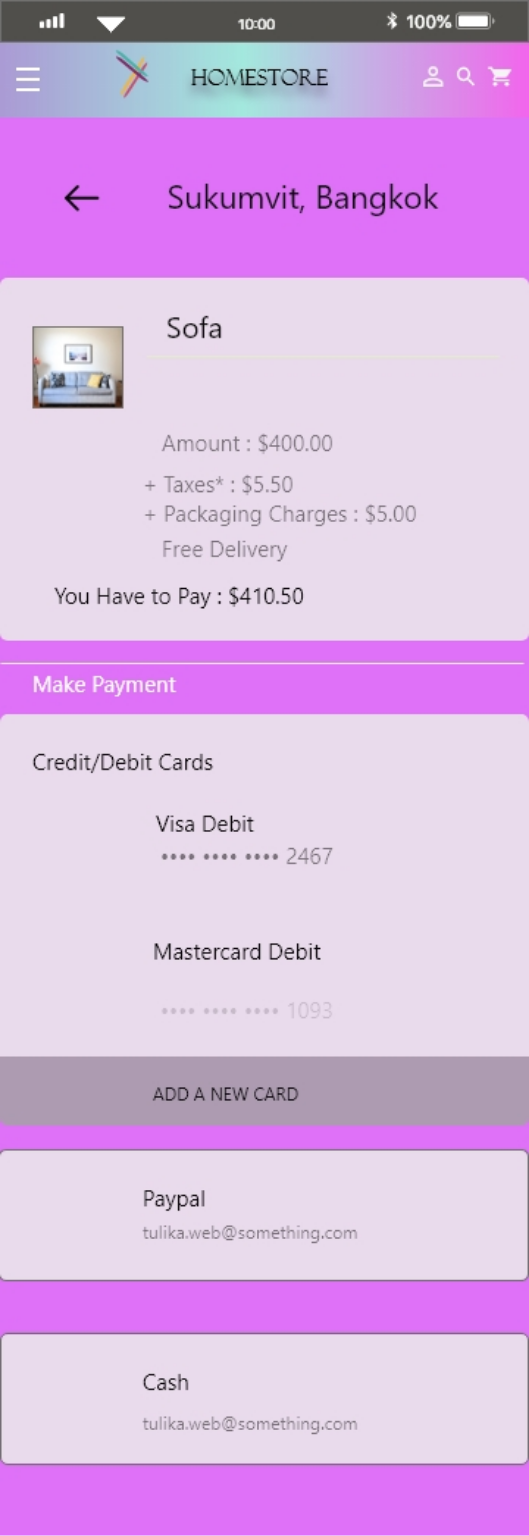 10:00 100%
HOMESTORE
Sukumvit, Bangkok
Sofa
Amount : $400.00
+ Taxes* : $5.50
+ Packaging Charges : $5.00
Free Delivery
You Have to Pay : $410.50
Make Payment
Credit/Debit Cards
Visa Debit
•••• •••• •••• 2467
Mastercard Debit
•••• •••• •••• 1093
ADD A NEW CARD
Paypal
tulika.web@something.com
Cash
tulika.web@something.com